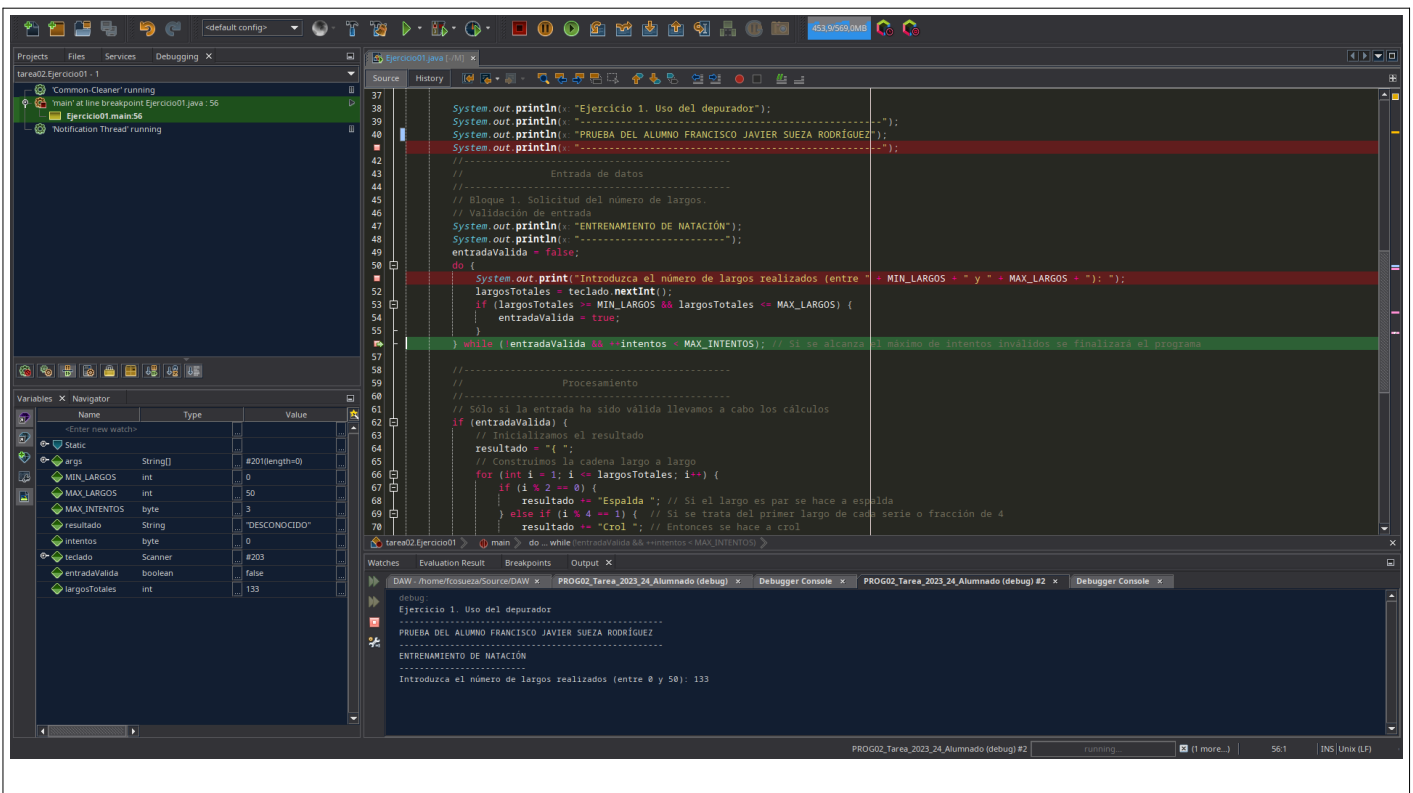 <default config>
453,9/569,0MB
Projects Files Services Debugging
tarea02.Ejercicio01 - 1
'Common-Cleaner' running
'main' at line breakpoint Ejercicio01.java : 56
Ejercicio01.main:56
'Notification Thread' running
Variables Navigator
Name Type Value
<Enter new watch>
Static
args String[] #201(length=0)
MIN_LARGOS int 0
MAX_LARGOS int 50
MAX_INTENTOS byte 3
resultado String "DESCONOCIDO"
intentos byte 0
teclado Scanner #203
entradaValida boolean false
largosTotales int 133
Ejercicio01.java [-/M]
Source History
37
38 System.out.println(x: "Ejercicio 1. Uso del depurador");
39 System.out.println(x: "----------------------------------------------------");
40 System.out.println(x: "PRUEBA DEL ALUMNO FRANCISCO JAVIER SUEZA RODRÍGUEZ");
System.out.println(x: "----------------------------------------------------");
42 //----------------------------------------------
43 // Entrada de datos
44 //----------------------------------------------
45 // Bloque 1. Solicitud del número de largos.
46 // Validación de entrada
47 System.out.println(x: "ENTRENAMIENTO DE NATACIÓN");
48 System.out.println(x: "-------------------------");
49 entradaValida = false;
50 do {
System.out.print("Introduzca el número de largos realizados (entre " + MIN_LARGOS + " y " + MAX_LARGOS + "): ");
52 largosTotales = teclado.nextInt();
53 if (largosTotales >= MIN_LARGOS && largosTotales <= MAX_LARGOS) {
54 entradaValida = true;
55 }
} while (!entradaValida && ++intentos < MAX_INTENTOS); // Si se alcanza el máximo de intentos inválidos se finalizará el programa
57
58 //----------------------------------------------
59 // Procesamiento
60 //----------------------------------------------
61 // Sólo si la entrada ha sido válida llevamos a cabo los cálculos
62 if (entradaValida) {
63 // Inicializamos el resultado
64 resultado = "{ ";
65 // Construimos la cadena largo a largo
66 for (int i = 1; i <= largosTotales; i++) {
67 if (i % 2 == 0) {
68 resultado += "Espalda "; // Si el largo es par se hace a espalda
69 } else if (i % 4 == 1) { // Si se trata del primer largo de cada serie o fracción de 4
70 resultado += "Crol "; // Entonces se hace a crol
tarea02.Ejercicio01 main do ... while (!entradaValida && ++intentos < MAX_INTENTOS)
Watches Evaluation Result Breakpoints Output
DAW - /home/fcosueza/Source/DAW PROG02_Tarea_2023_24_Alumnado (debug) Debugger Console PROG02_Tarea_2023_24_Alumnado (debug) #2 Debugger Console
debug:
Ejercicio 1. Uso del depurador
----------------------------------------------------
PRUEBA DEL ALUMNO FRANCISCO JAVIER SUEZA RODRÍGUEZ
----------------------------------------------------
ENTRENAMIENTO DE NATACIÓN
-------------------------
Introduzca el número de largos realizados (entre 0 y 50): 133
PROG02_Tarea_2023_24_Alumnado (debug) #2 running... (1 more...) 56:1 INS Unix (LF)